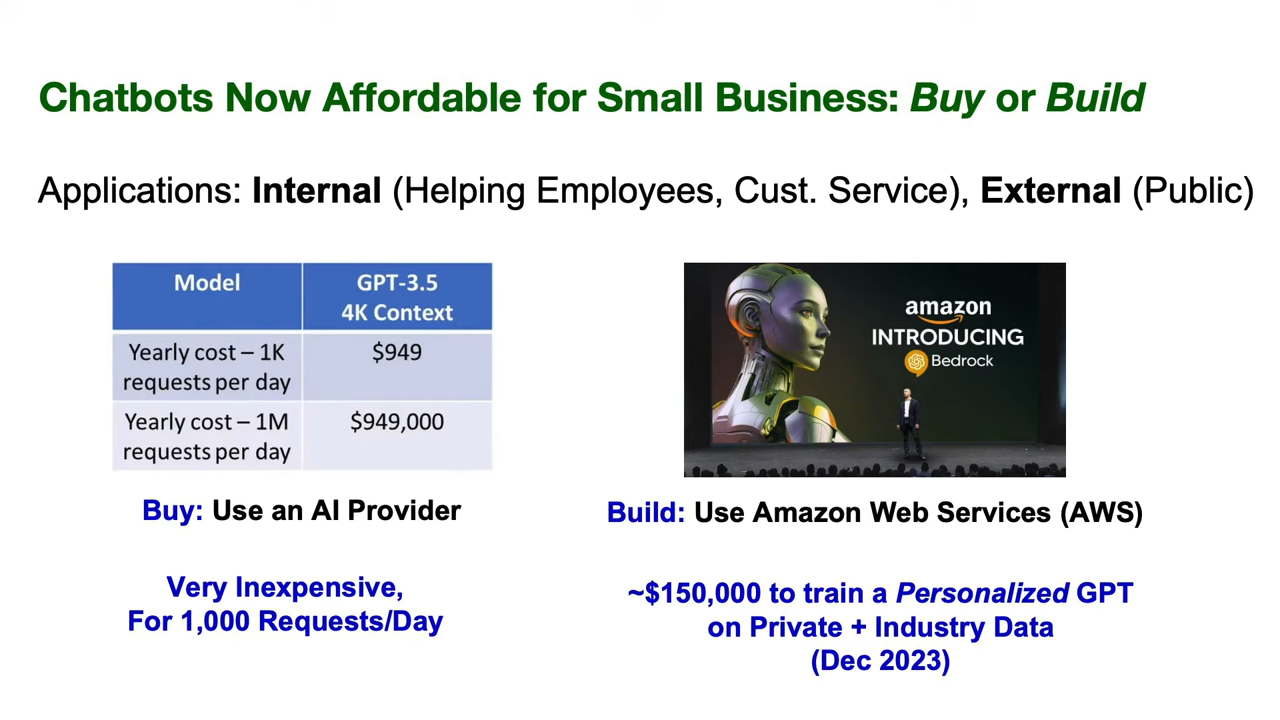 Chatbots Now Affordable for Small Business: Buy or Build
Applications: Internal (Helping Employees, Cust. Service), External (Public)
Model
GPT-3.5
4K Context
Yearly cost – 1K
requests per day
$949
Yearly cost – 1M
requests per day
$949,000
amazon
INTRODUCING
Bedrock
Buy: Use an AI Provider
Build: Use Amazon Web Services (AWS)
Very Inexpensive,
For 1,000 Requests/Day
~$150,000 to train a Personalized GPT
on Private + Industry Data
(Dec 2023)